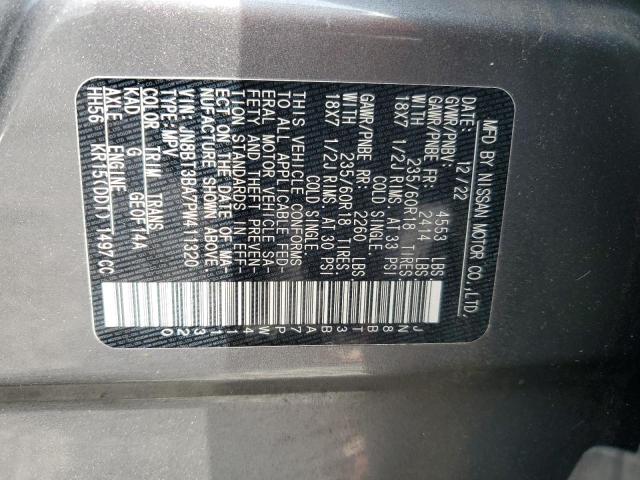 MFD BY NISSAN MOTOR CO.,LTD.
DATE: 12/22
GVWR/PNBV 4553 LBS.
GAWR/PNBE FR: 2414 LBS.
WITH 235/60R18 TIRES
18X7 1/2J RIMS. AT 33 PSI
COLD SINGLE
GAWR/PNBE RR: 2260 LBS.
WITH 235/60R18 TIRES
18X7 1/2J RIMS. AT 30 PSI
COLD SINGLE
THIS VEHICLE CONFORMS
TO ALL APPLICABLE FED-
ERAL MOTOR VEHICLE SA-
FETY AND THEFT PREVEN-
TION STANDARDS IN EFF-
ECT ON THE DATE OF MA-
NUFACTURE SHOWN ABOVE.
VIN: JN8BT3BA7PW411320
TYPE:MPV
COLOR TRIM TRANS
KAD G GE0F14A
AXLE ENGINE
HH56 KR15(DDT) 1497CC
JN8BT3BA7PW411320